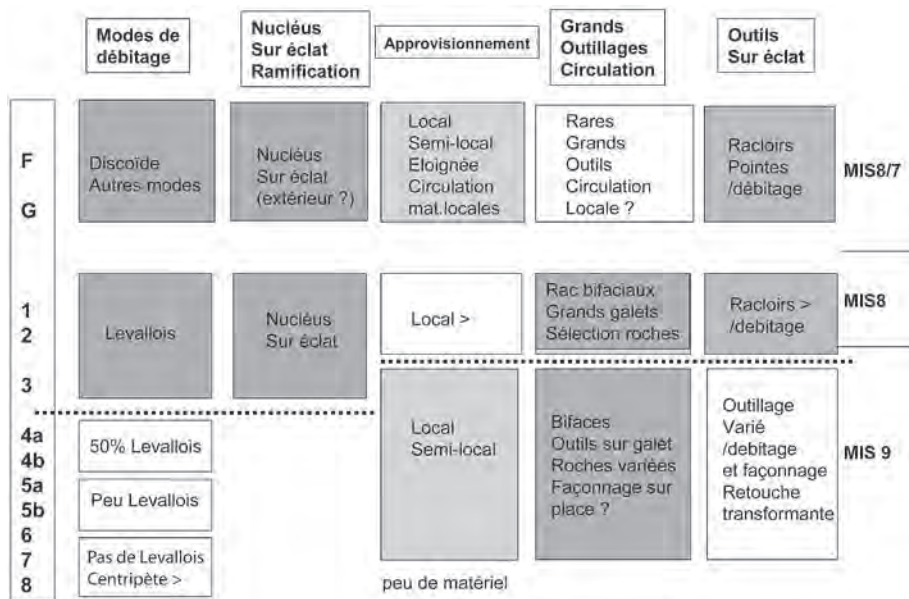 Modes de
débitage
Nucléus
Sur éclat
Ramification
Approvisionnement
Grands
Outillages
Circulation
Outils
Sur éclat
F
G
Discoïde
Autres modes
Nucléus
Sur éclat
(extérieur ?)
Local
Semi-local
Eloignée
Circulation
mat.locales
Rares
Grands
Outils
Circulation
Locale ?
Racloirs
Pointes
/débitage
MIS8/7
1
2
3
Levallois
Nucléus
Sur éclat
Local >
Rac bifaciaux
Grands galets
Sélection roches
Racloirs >
/debitage
MIS8
4a
4b
5a
5b
6
7
8
50% Levallois
Peu Levallois
Pas de Levallois
Centripète >
Local
Semi-local
peu de matériel
Bifaces
Outils sur galet
Roches variées
Façonnage sur
place ?
Outillage
Varié
/debitage
et façonnage
Retouche
transformante
MIS 9